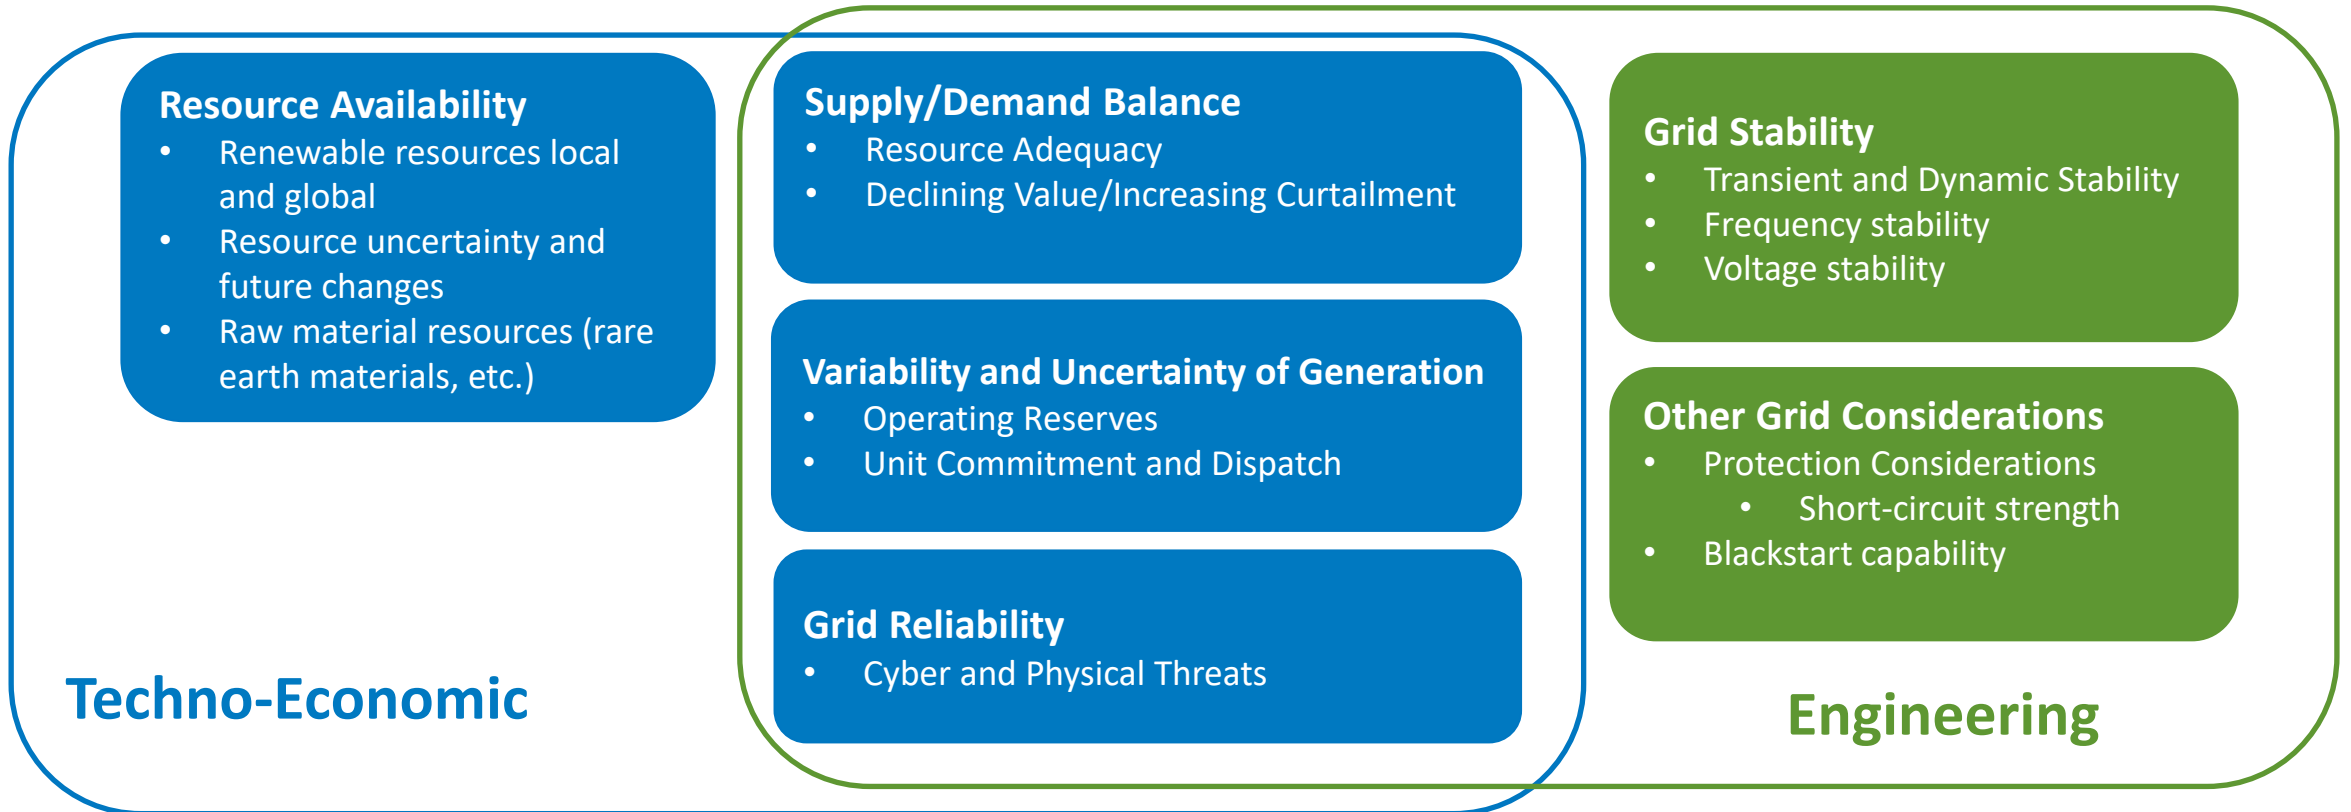 Resource Availability
• Renewable resources local
and global
• Resource uncertainty and
future changes
• Raw material resources (rare
earth materials, etc.)
Techno-Economic
Supply/Demand Balance
• Resource Adequacy
• Declining Value/Increasing Curtailment
Variability and Uncertainty of Generation
• Operating Reserves
• Unit Commitment and Dispatch
Grid Reliability
• Cyber and Physical Threats
Grid Stability
• Transient and Dynamic Stability
• Frequency stability
• Voltage stability
Other Grid Considerations
• Protection Considerations
• Short-circuit strength
• Blackstart capability
Engineering